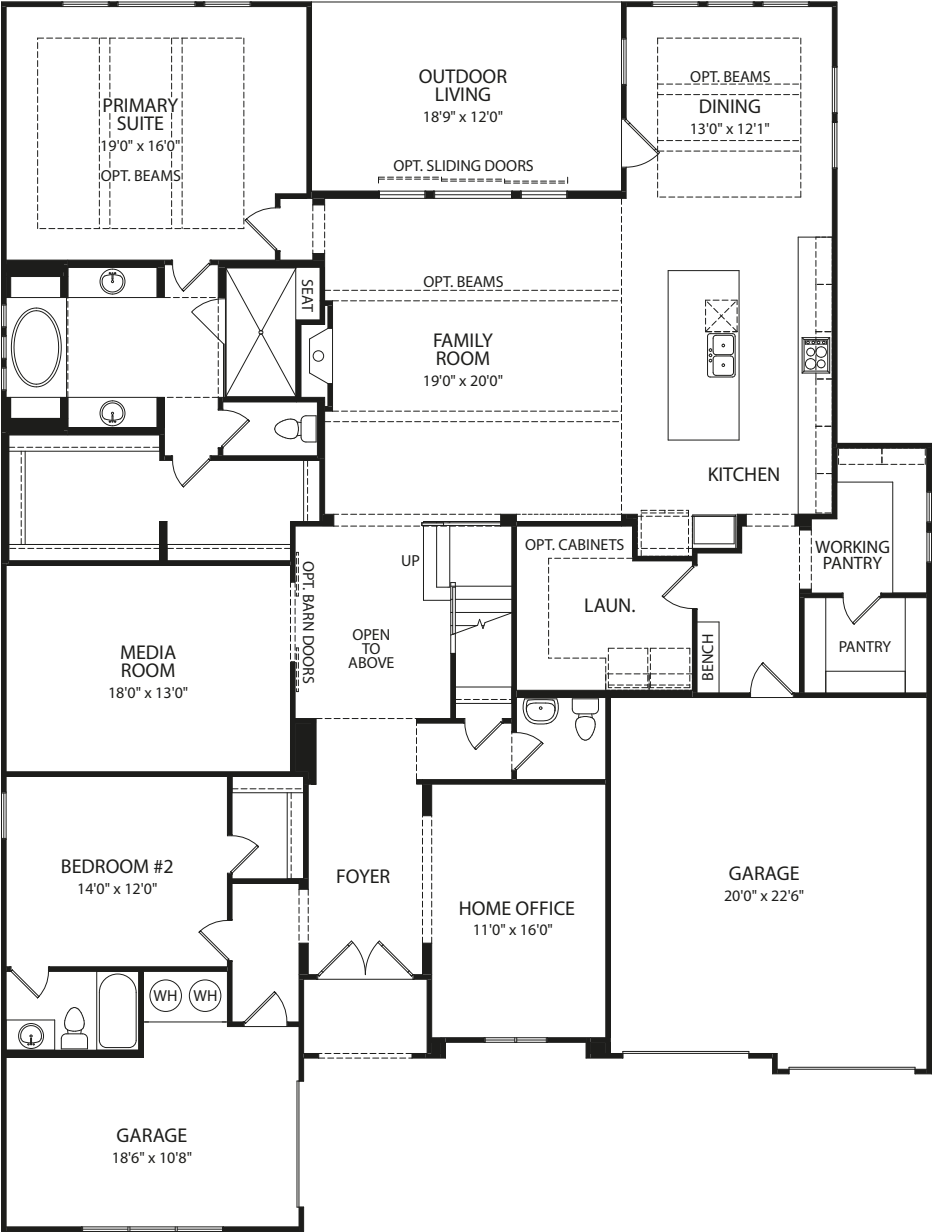 PRIMARY
SUITE
19'0" x 16'0"
OPT. BEAMS
OUTDOOR
LIVING
18'9" x 12'0"
OPT. SLIDING DOORS
OPT. BEAMS
DINING
13'0" x 12'1"
SEAT
OPT. BEAMS
FAMILY
ROOM
19'0" x 20'0"
KITCHEN
WORKING
PANTRY
PANTRY
UP
OPT. CABINETS
LAUN.
BENCH
OPT. BARN DOORS
OPEN
TO
ABOVE
MEDIA
ROOM
18'0" x 13'0"
BEDROOM #2
14'0" x 12'0"
FOYER
HOME OFFICE
11'0" x 16'0"
GARAGE
20'0" x 22'6"
WH
WH
GARAGE
18'6" x 10'8"